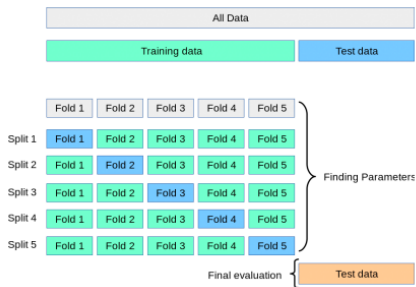 All Data
Training data Test data
Fold 1 Fold 2 Fold 3 Fold 4 Fold 5
Split 1 Fold 1 Fold 2 Fold 3 Fold 4 Fold 5
Split 2 Fold 1 Fold 2 Fold 3 Fold 4 Fold 5
Finding Parameters
Split 3 Fold 1 Fold 2 Fold 3 Fold 4 Fold 5
Split 4 Fold 1 Fold 2 Fold 3 Fold 4 Fold 5
Split 5 Fold 1 Fold 2 Fold 3 Fold 4 Fold 5
Final evaluation Test data